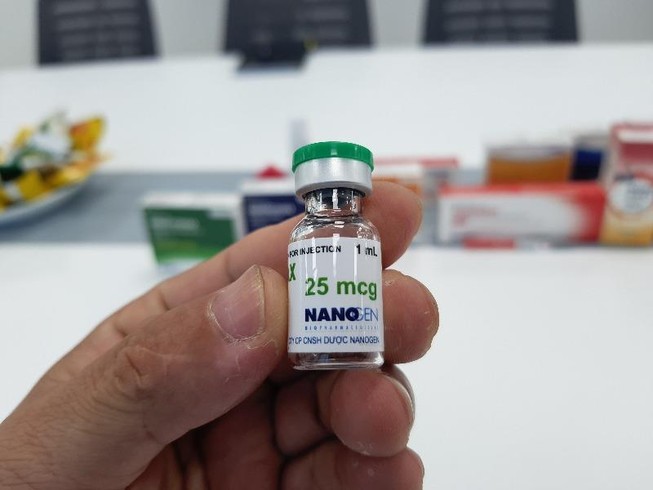 FOR INJECTION 1 mL
X 25 mcg
NANOGEN
BIOPHARMACEUTICAL
CTY CP CNSH DƯỢC NANOGEN